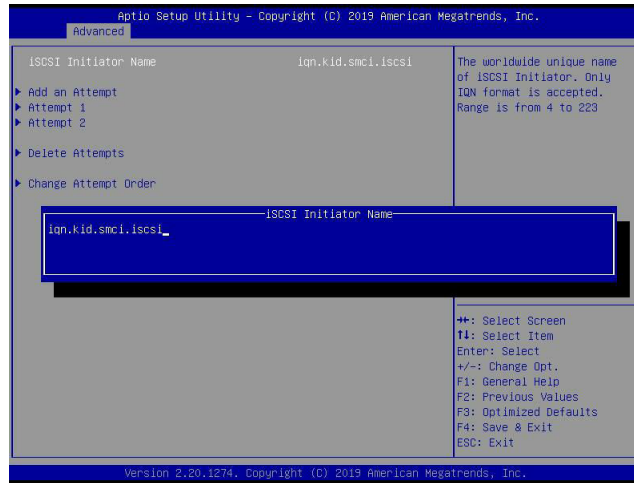 Aptio Setup Utility – Copyright (C) 2019 American Megatrends, Inc.
Advanced
iSCSI Initiator Name iqn.kid.smci.iscsi
Add an Attempt
Attempt 1
Attempt 2
Delete Attempts
Change Attempt Order
The worldwide unique name
of iSCSI Initiator. Only
IQN format is accepted.
Range is from 4 to 223
iSCSI Initiator Name
iqn.kid.smci.iscsi_
→←: Select Screen
↑↓: Select Item
Enter: Select
+/-: Change Opt.
F1: General Help
F2: Previous Values
F3: Optimized Defaults
F4: Save & Exit
ESC: Exit
Version 2.20.1274. Copyright (C) 2019 American Megatrends, Inc.